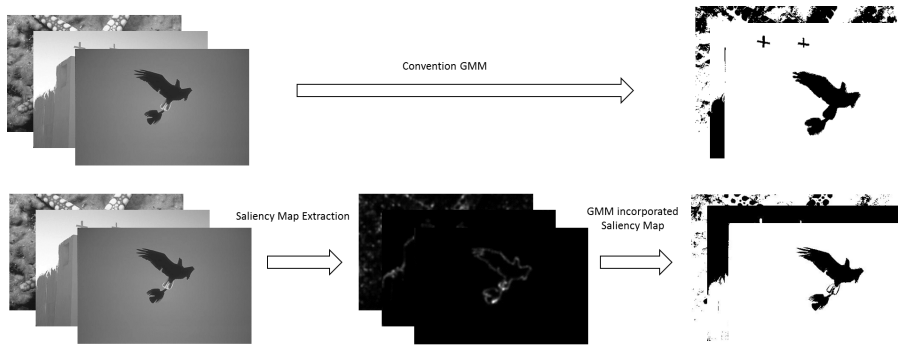 Convention GMM
Saliency Map Extraction
GMM incorporated
Saliency Map